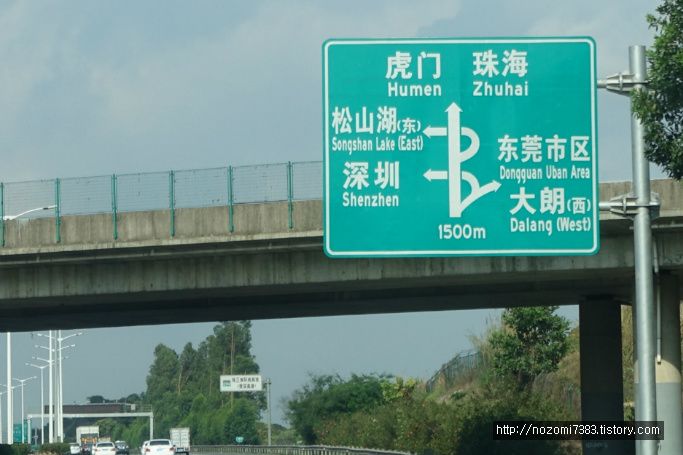 虎门 珠海
Humen Zhuhai
松山湖(东)
Songshan Lake (East)
深圳
Shenzhen
东莞市区
Dongguan Uban Area
大朗(西)
Dalang (West)
1500m
http://nozomi7383.tistory.com